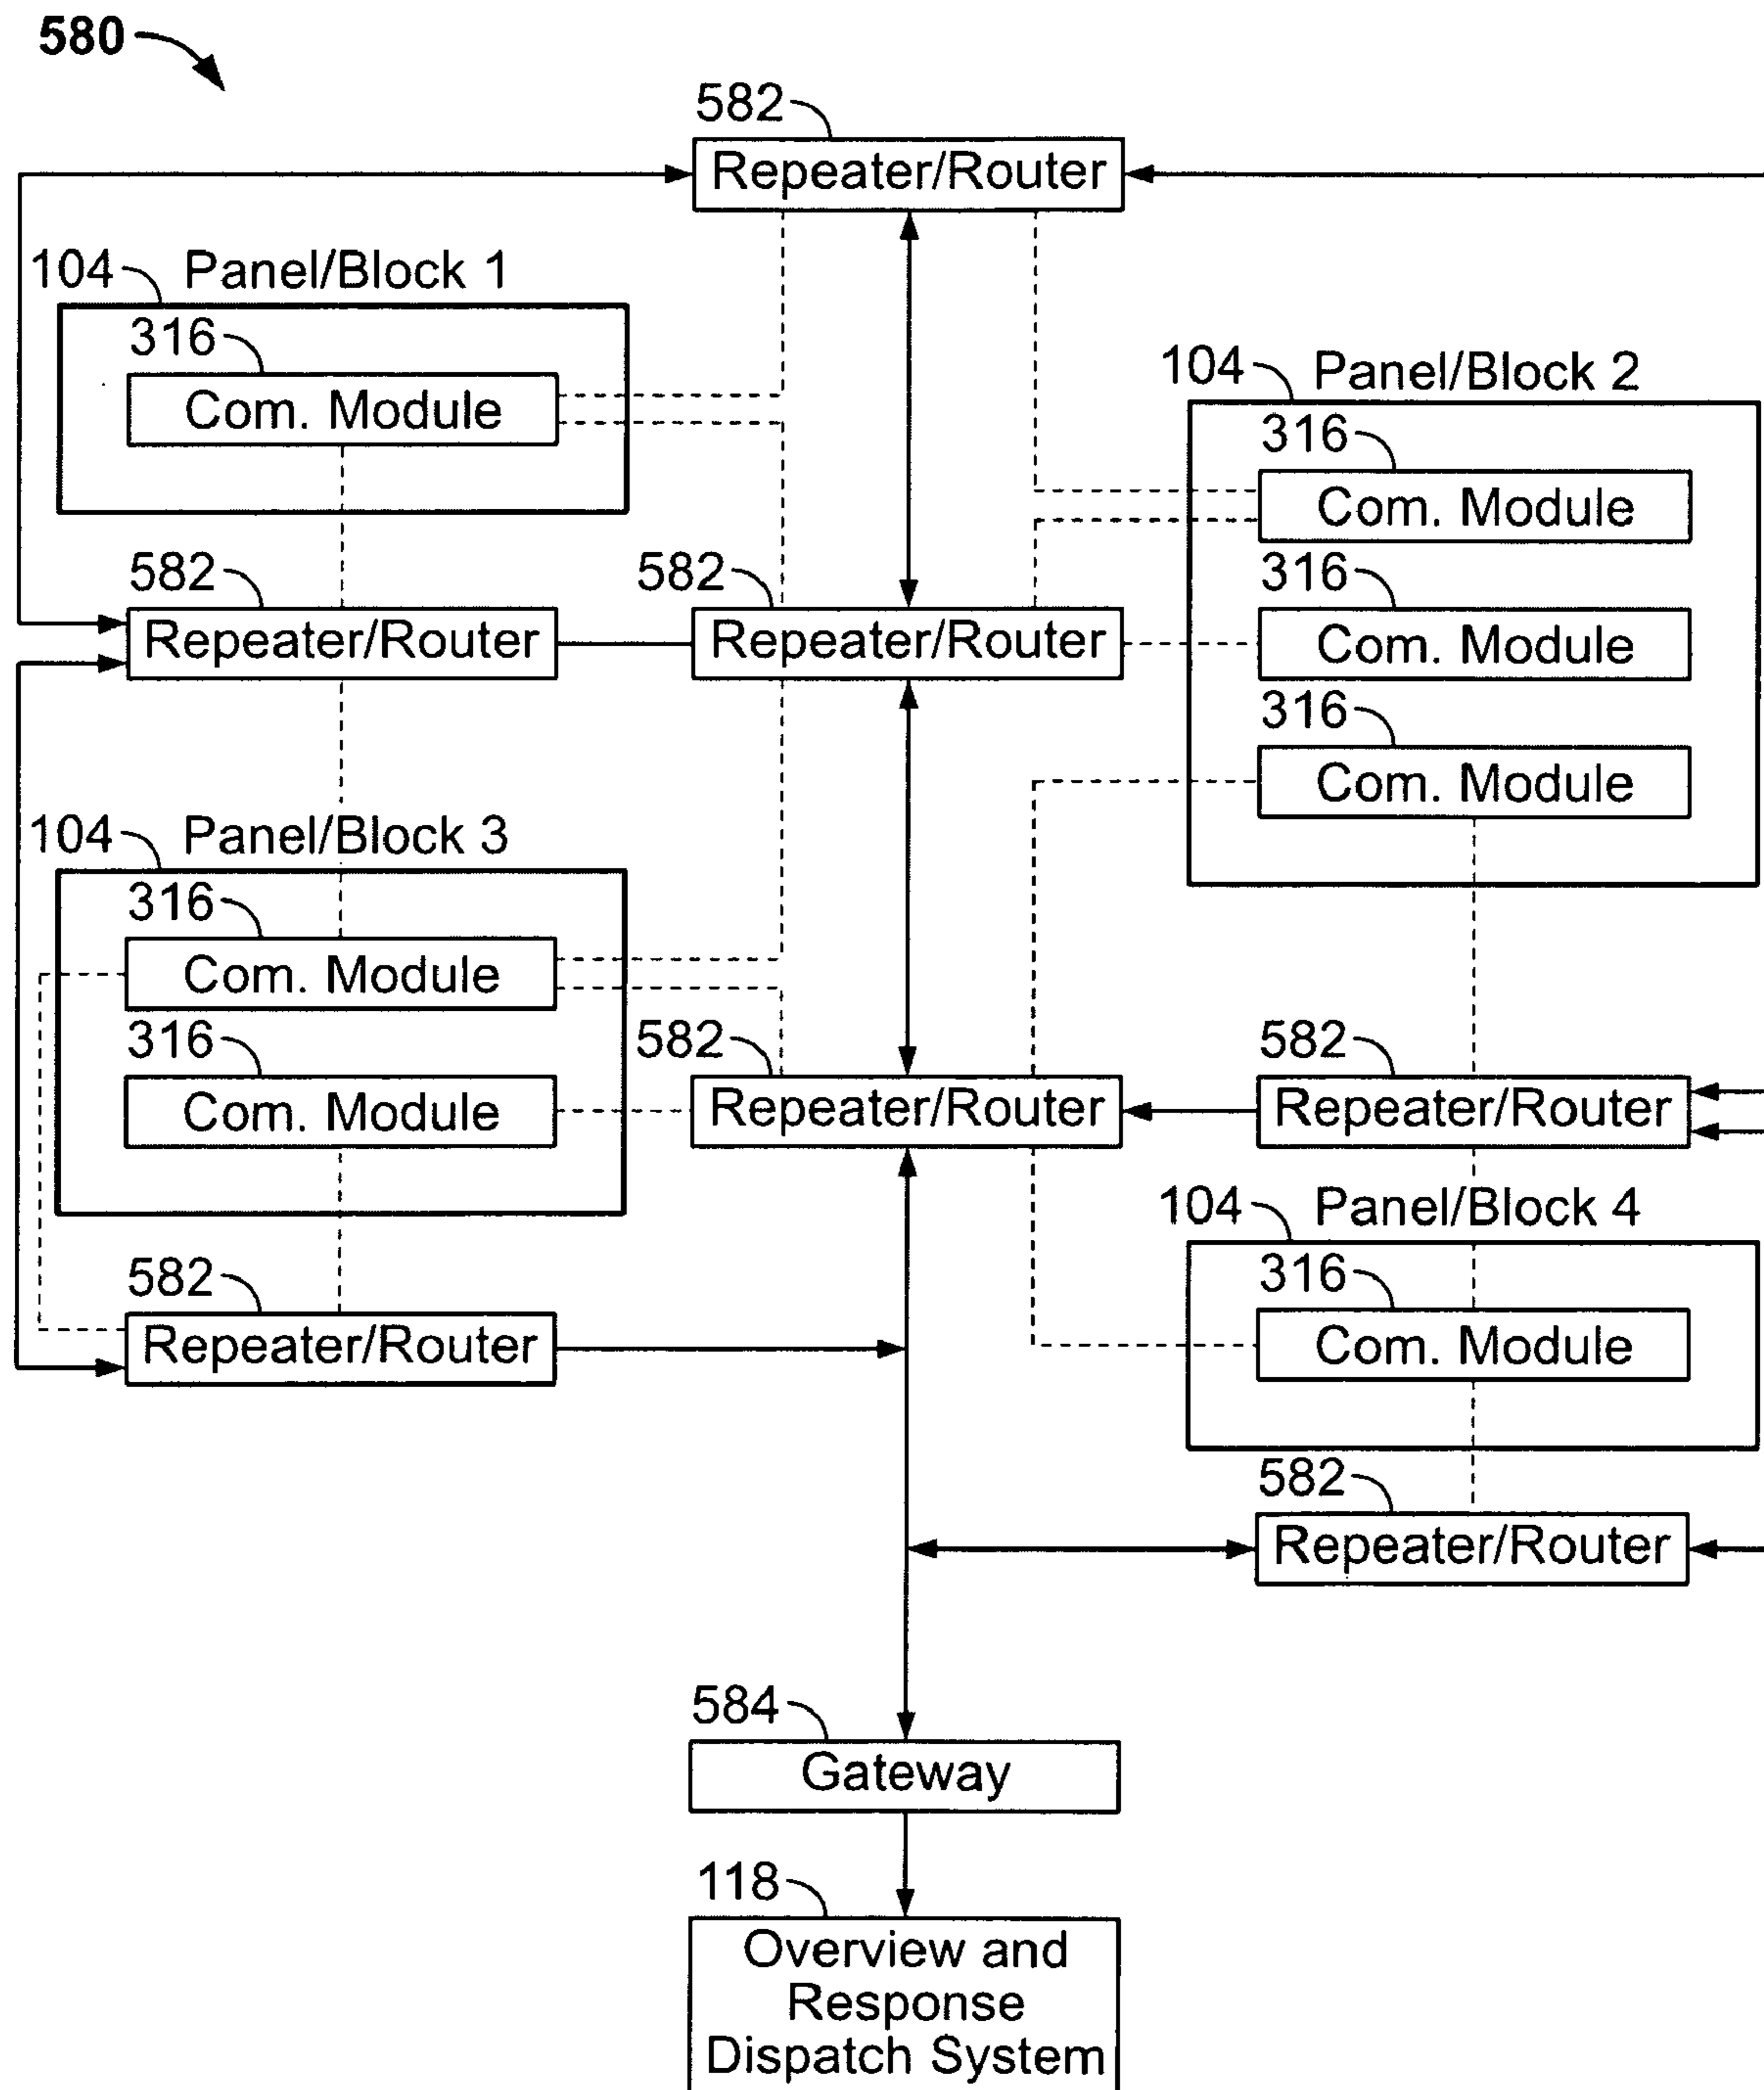 580
582
Repeater/Router
104 Panel/Block 1
316
Com. Module
104 Panel/Block 2
316
Com. Module
316
Com. Module
316
Com. Module
582
Repeater/Router
582
Repeater/Router
104 Panel/Block 3
316
Com. Module
316
Com. Module
582
Repeater/Router
582
Repeater/Router
104 Panel/Block 4
316
Com. Module
582
Repeater/Router
582
Repeater/Router
584
Gateway
118
Overview and
Response
Dispatch System